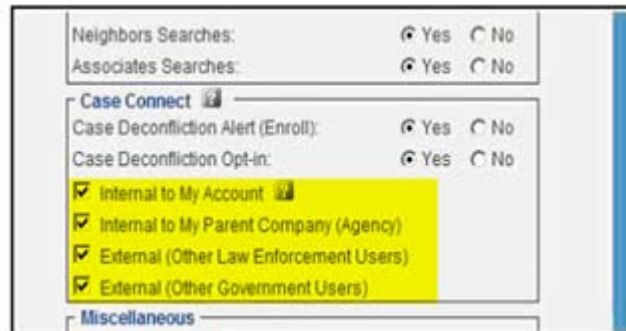 Neighbors Searches: Yes No
Associates Searches: Yes No
Case Connect ?
Case Deconfliction Alert (Enroll): Yes No
Case Deconfliction Opt-in: Yes No
Internal to My Account ?
Internal to My Parent Company (Agency)
External (Other Law Enforcement Users)
External (Other Government Users)
Miscellaneous